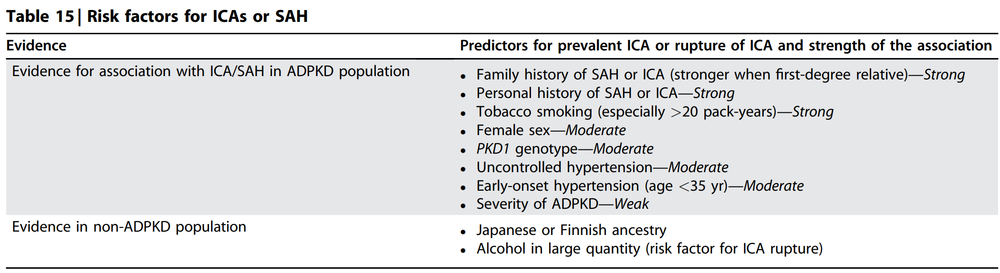 Table 15 | Risk factors for ICAs or SAH
Evidence
Predictors for prevalent ICA or rupture of ICA and strength of the association
Evidence for association with ICA/SAH in ADPKD population
• Family history of SAH or ICA (stronger when first-degree relative)—Strong
• Personal history of SAH or ICA—Strong
• Tobacco smoking (especially >20 pack-years)—Strong
• Female sex—Moderate
• PKD1 genotype—Moderate
• Uncontrolled hypertension—Moderate
• Early-onset hypertension (age <35 yr)—Moderate
• Severity of ADPKD—Weak
Evidence in non-ADPKD population
• Japanese or Finnish ancestry
• Alcohol in large quantity (risk factor for ICA rupture)